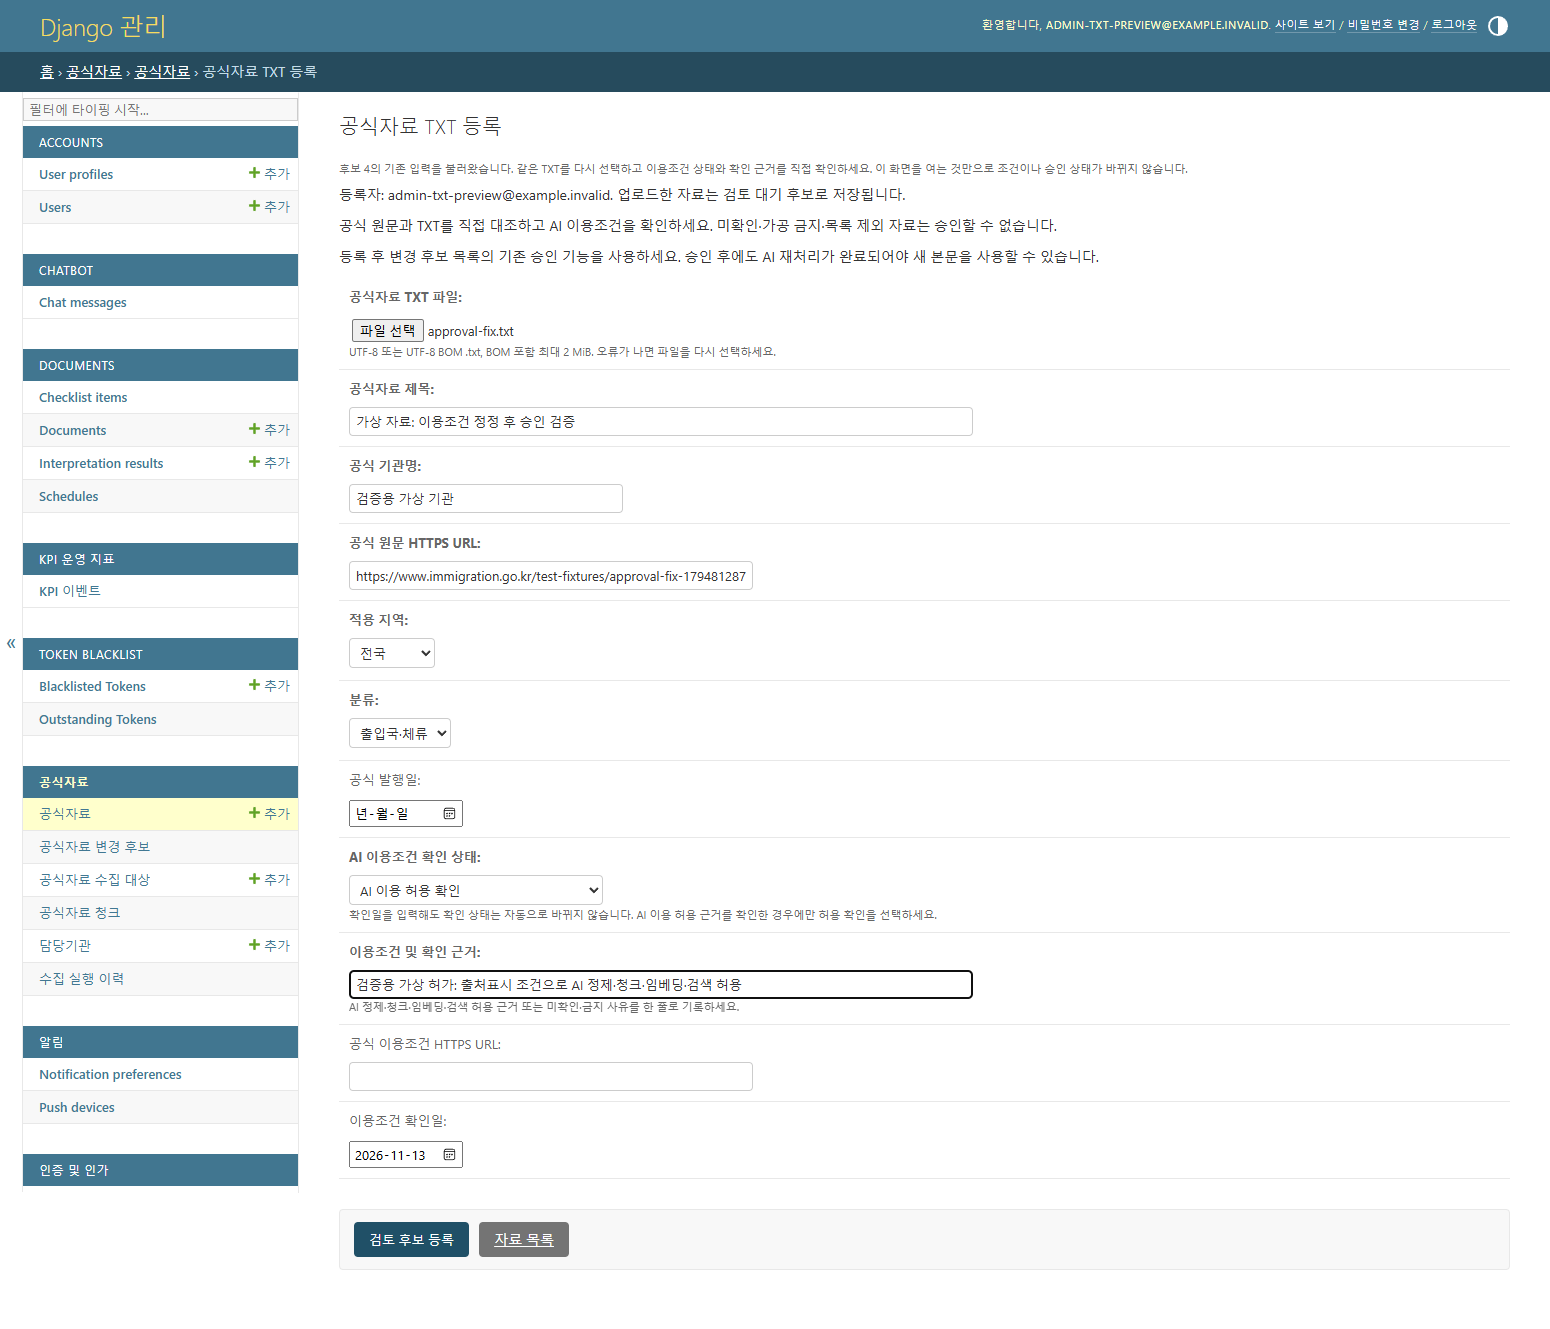 Django 관리
환영합니다, ADMIN-TXT-PREVIEW@EXAMPLE.INVALID. 사이트 보기 / 비밀번호 변경 / 로그아웃
홈 › 공식자료 › 공식자료 › 공식자료 TXT 등록
필터에 타이핑 시작...
ACCOUNTS
User profiles
추가
Users
추가
CHATBOT
Chat messages
DOCUMENTS
Checklist items
Documents
추가
Interpretation results
추가
Schedules
KPI 운영 지표
KPI 이벤트
«
TOKEN BLACKLIST
Blacklisted Tokens
추가
Outstanding Tokens
공식자료
공식자료
추가
공식자료 변경 후보
공식자료 수집 대상
추가
공식자료 청크
담당기관
추가
수집 실행 이력
알림
Notification preferences
Push devices
인증 및 인가
공식자료 TXT 등록
후보 4의 기존 입력을 불러왔습니다. 같은 TXT를 다시 선택하고 이용조건 상태와 확인 근거를 직접 확인하세요. 이 화면을 여는 것만으로 조건이나 승인 상태가 바뀌지 않습니다.
등록자: admin-txt-preview@example.invalid. 업로드한 자료는 검토 대기 후보로 저장됩니다.
공식 원문과 TXT를 직접 대조하고 AI 이용조건을 확인하세요. 미확인·가공 금지·목록 제외 자료는 승인할 수 없습니다.
등록 후 변경 후보 목록의 기존 승인 기능을 사용하세요. 승인 후에도 AI 재처리가 완료되어야 새 본문을 사용할 수 있습니다.
공식자료 TXT 파일:
파일 선택 approval-fix.txt
UTF-8 또는 UTF-8 BOM .txt, BOM 포함 최대 2 MiB. 오류가 나면 파일을 다시 선택하세요.
공식자료 제목:
가상 자료: 이용조건 정정 후 승인 검증
공식 기관명:
검증용 가상 기관
공식 원문 HTTPS URL:
https://www.immigration.go.kr/test-fixtures/approval-fix-179481287
적용 지역:
전국
분류:
출입국·체류
공식 발행일:
년-월-일
AI 이용조건 확인 상태:
AI 이용 허용 확인
확인일을 입력해도 확인 상태는 자동으로 바뀌지 않습니다. AI 이용 허용 근거를 확인한 경우에만 허용 확인을 선택하세요.
이용조건 및 확인 근거:
검증용 가상 허가: 출처표시 조건으로 AI 정제·청크·임베딩·검색 허용
AI 정제·청크·임베딩·검색 허용 근거 또는 미확인·금지 사유를 한 줄로 기록하세요.
공식 이용조건 HTTPS URL:
이용조건 확인일:
2026-11-13
검토 후보 등록
자료 목록